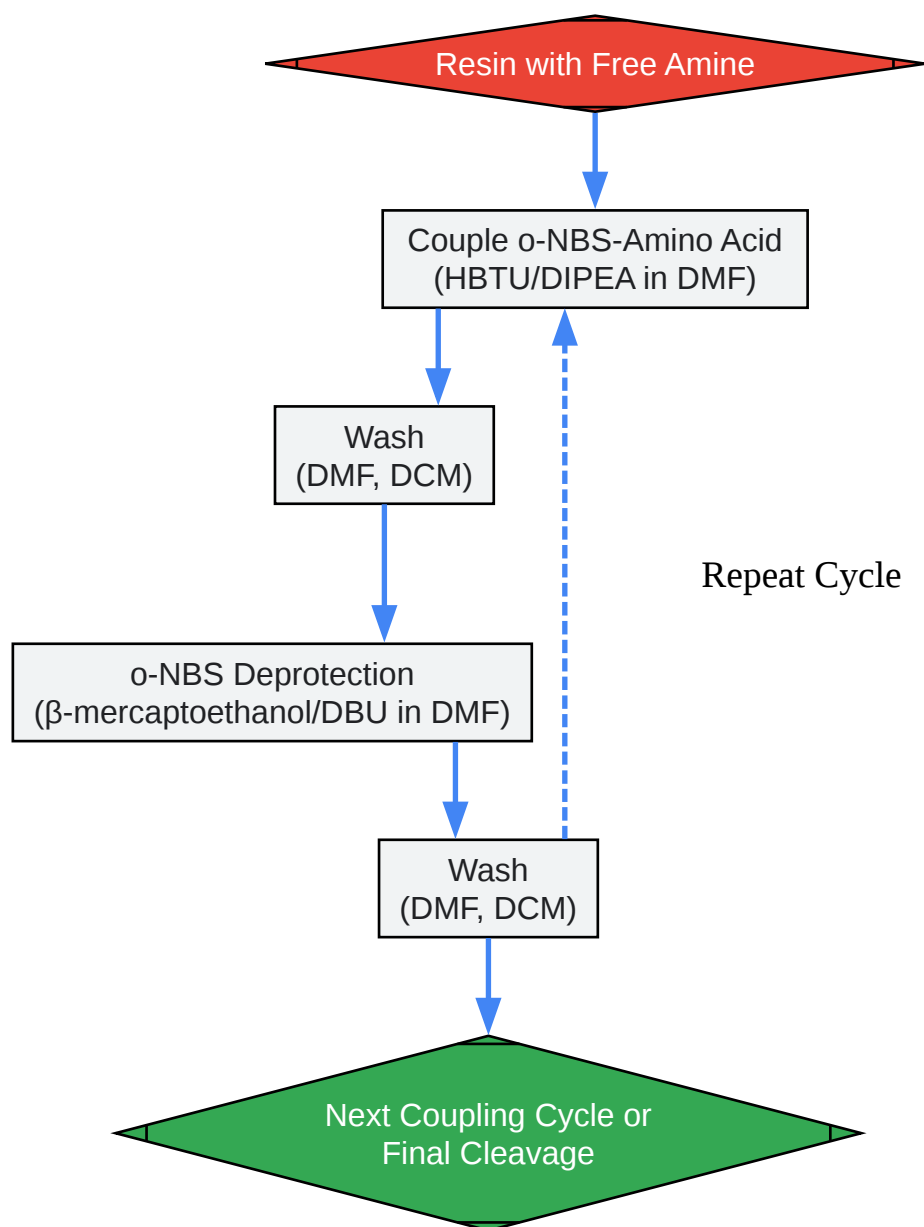 Resin with Free Amine
Couple o-NBS-Amino Acid
(HBTU/DIPEA in DMF)
Wash
(DMF, DCM)
Repeat Cycle
o-NBS Deprotection
(β-mercaptoethanol/DBU in DMF)
Wash
(DMF, DCM)
Next Coupling Cycle or
Final Cleavage